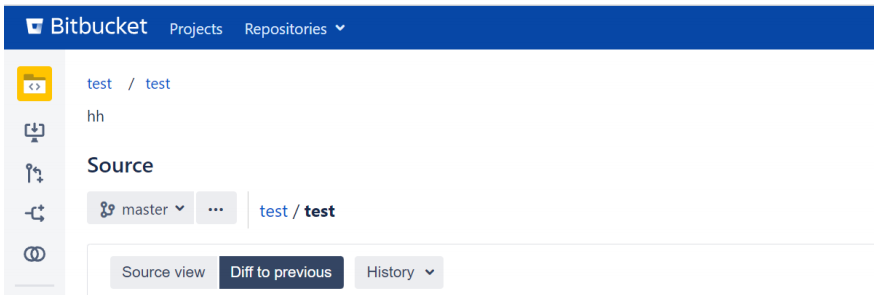 Bitbucket Projects Repositories
test / test
hh
Source
master ... test / test
Source view Diff to previous History